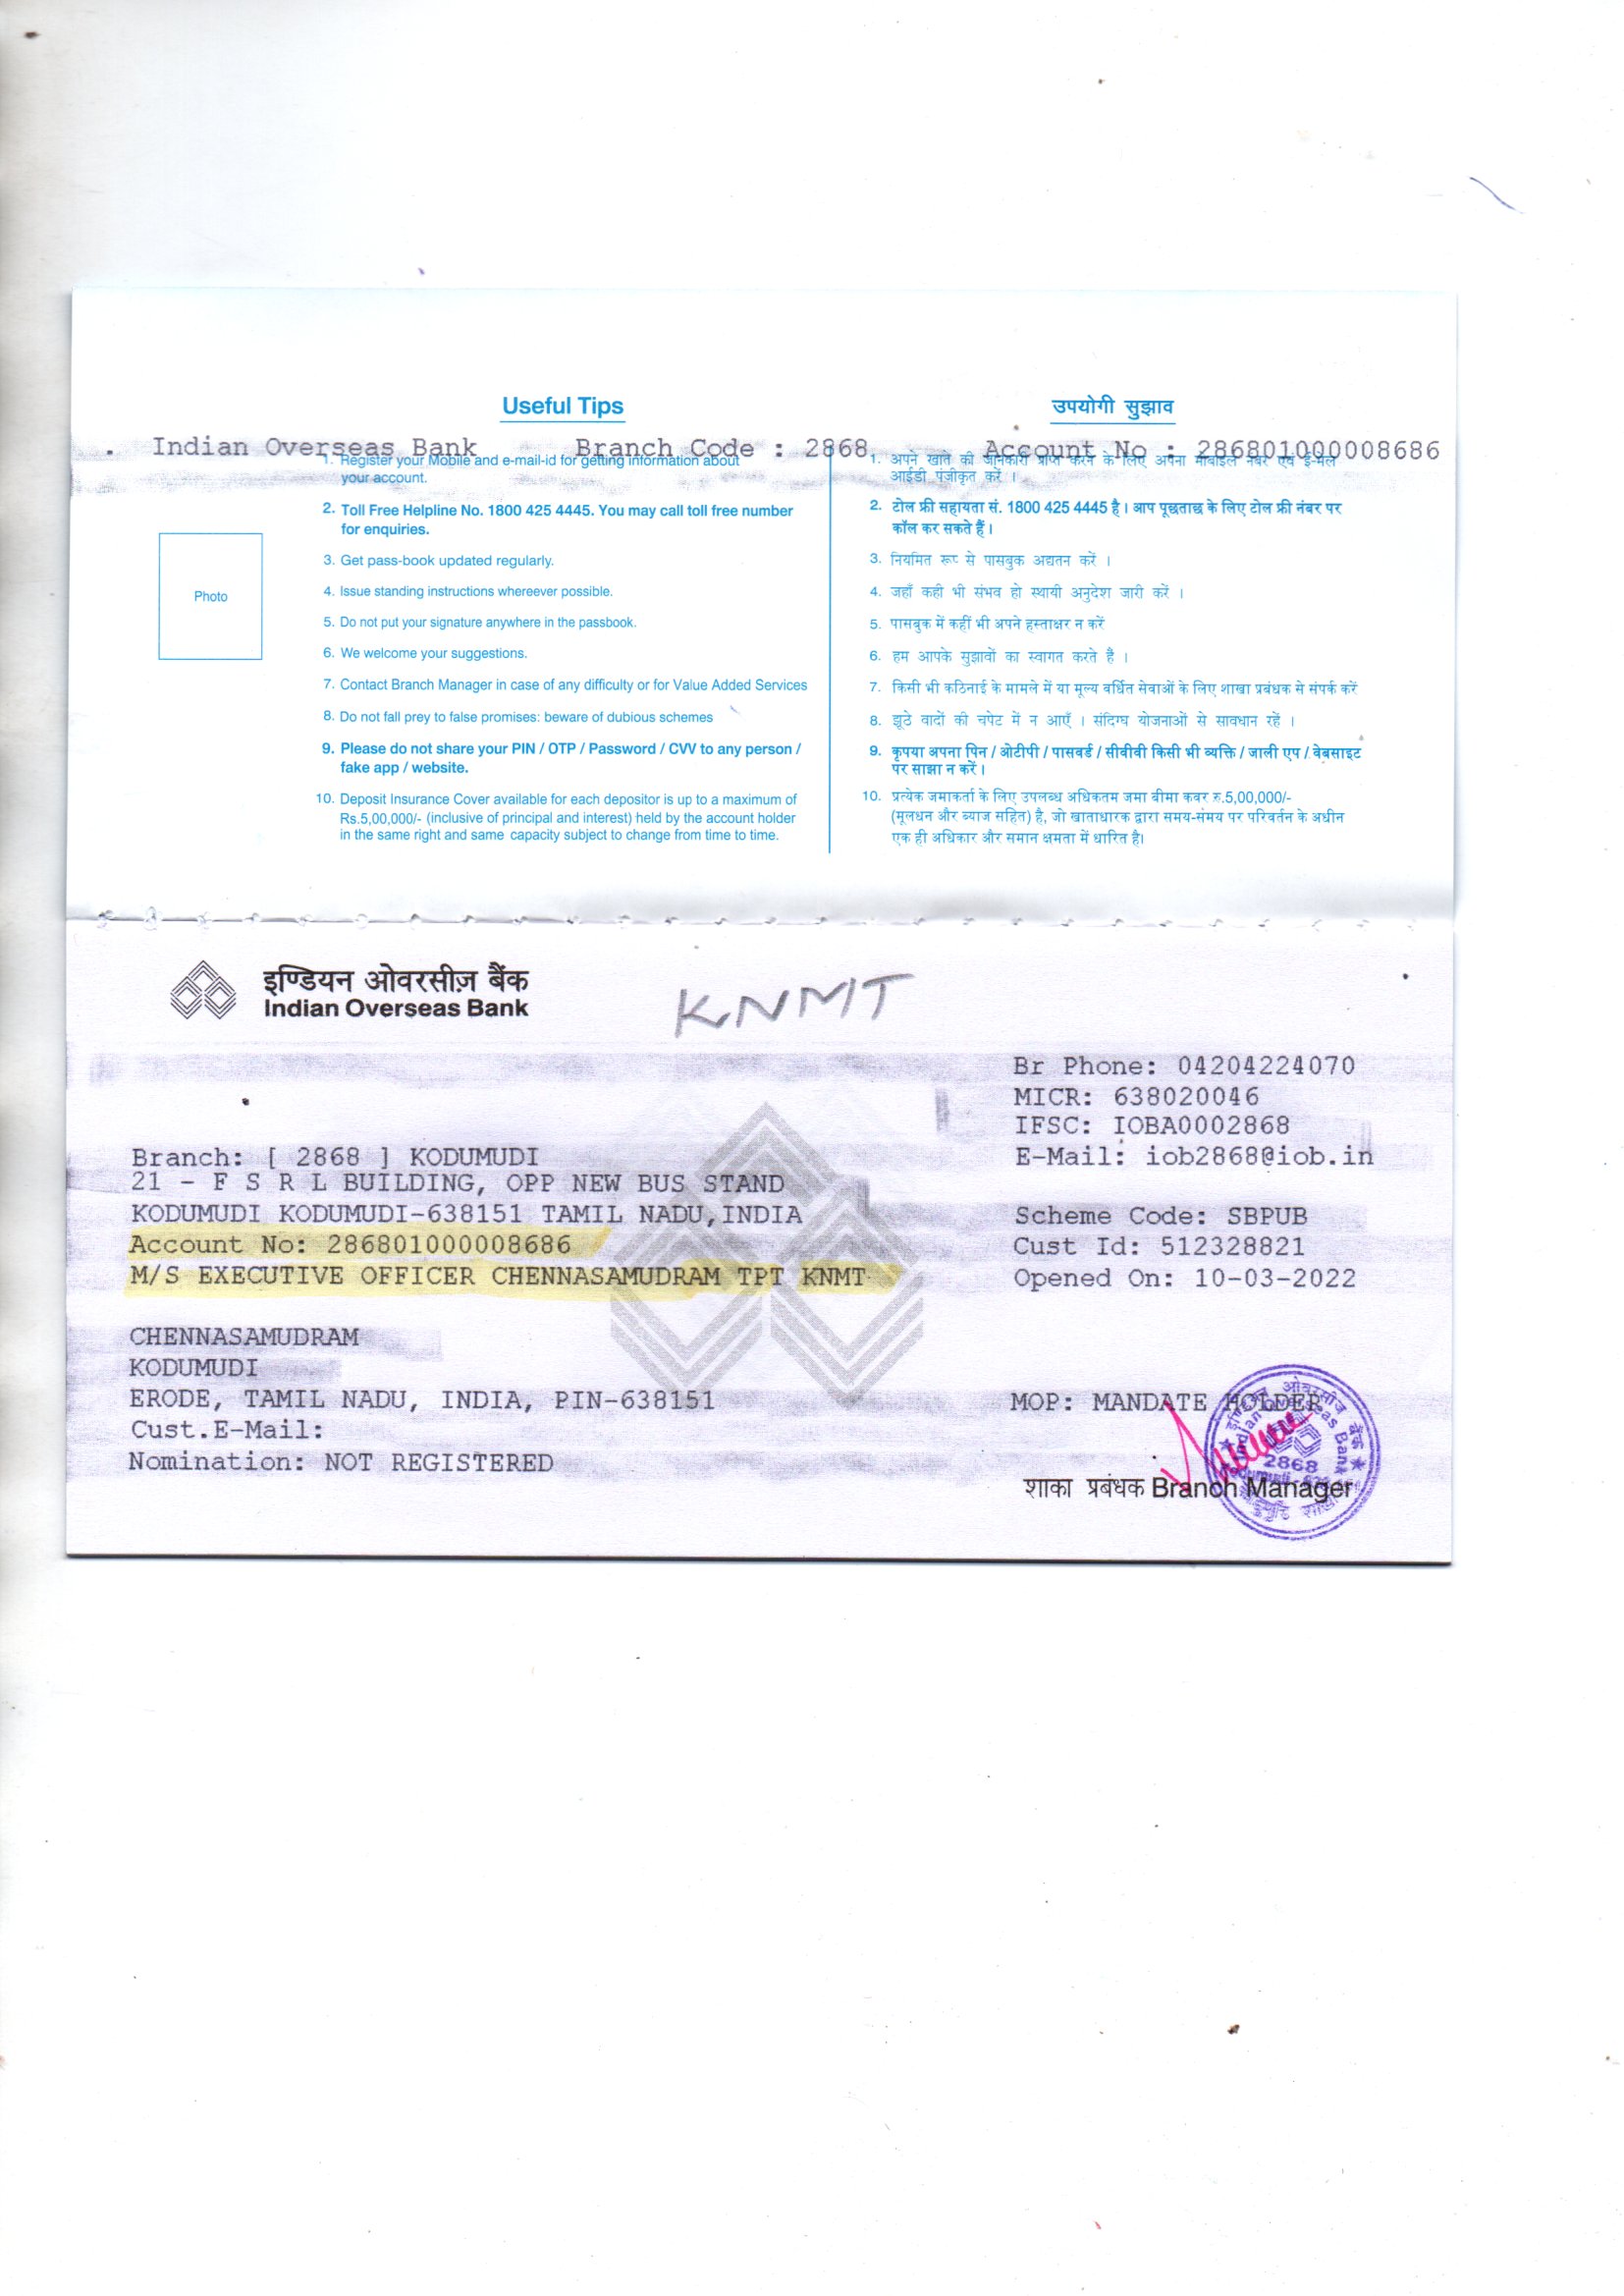 Useful Tips
उपयोगी सुझाव
Indian Overseas Bank Branch Code : 2868 Account No : 286801000008686
1. Register your Mobile and e-mail-id for getting information about
your account.
2. Toll Free Helpline No. 1800 425 4445. You may call toll free number
for enquiries.
3. Get pass-book updated regularly.
4. Issue standing instructions whereever possible.
5. Do not put your signature anywhere in the passbook.
6. We welcome your suggestions.
7. Contact Branch Manager in case of any difficulty or for Value Added Services
8. Do not fall prey to false promises: beware of dubious schemes
9. Please do not share your PIN / OTP / Password / CVV to any person /
fake app / website.
10. Deposit Insurance Cover available for each depositor is up to a maximum of
Rs.5,00,000/- (inclusive of principal and interest) held by the account holder
in the same right and same capacity subject to change from time to time.
Photo
1. अपने खाते की जानकारी प्राप्त करने के लिए अपना मोबाईल नंबर एवं ई-मेल
आईडी पंजीकृत करें ।
2. टोल फ्री सहायता सं. 1800 425 4445 है। आप पूछताछ के लिए टोल फ्री नंबर पर
कॉल कर सकते हैं।
3. नियमित रूप से पासबुक अद्यतन करें ।
4. जहाँ कही भी संभव हो स्थायी अनुदेश जारी करें ।
5. पासबुक में कहीं भी अपने हस्ताक्षर न करें
6. हम आपके सुझावों का स्वागत करते है ।
7. किसी भी कठिनाई के मामले में या मूल्य वर्धित सेवाओं के लिए शाखा प्रबंधक से संपर्क करें
8. झूठे वादों की चपेट में न आएँ । संदिग्ध योजनाओं से सावधान रहें ।
9. कृपया अपना पिन / ओटीपी / पासवर्ड / सीवीवी किसी भी व्यक्ति / जाली एप / वेबसाइट
पर साझा न करें।
10. प्रत्येक जमाकर्ता के लिए उपलब्ध अधिकतम जमा बीमा कवर रु.5,00,000/-
(मूलधन और ब्याज सहित) है, जो खाताधारक द्वारा समय-समय पर परिवर्तन के अधीन
एक ही अधिकार और समान क्षमता में धारित है।
इण्डियन ओवरसीज़ बैंक
Indian Overseas Bank
KNMT
Br Phone: 04204224070
MICR: 638020046
IFSC: IOBA0002868
E-Mail: iob2868@iob.in
Branch: [ 2868 ] KODUMUDI
21 - F S R L BUILDING, OPP NEW BUS STAND
KODUMUDI KODUMUDI-638151 TAMIL NADU,INDIA
Account No: 286801000008686
M/S EXECUTIVE OFFICER CHENNASAMUDRAM TPT KNMT
Scheme Code: SBPUB
Cust Id: 512328821
Opened On: 10-03-2022
CHENNASAMUDRAM
KODUMUDI
ERODE, TAMIL NADU, INDIA, PIN-638151
Cust.E-Mail:
Nomination: NOT REGISTERED
MOP: MANDATE HOLDER
इण्डियन ओवरसीज़ बैंक
Indian Overseas Bank
2868
शाका प्रबंधक Branch Manager